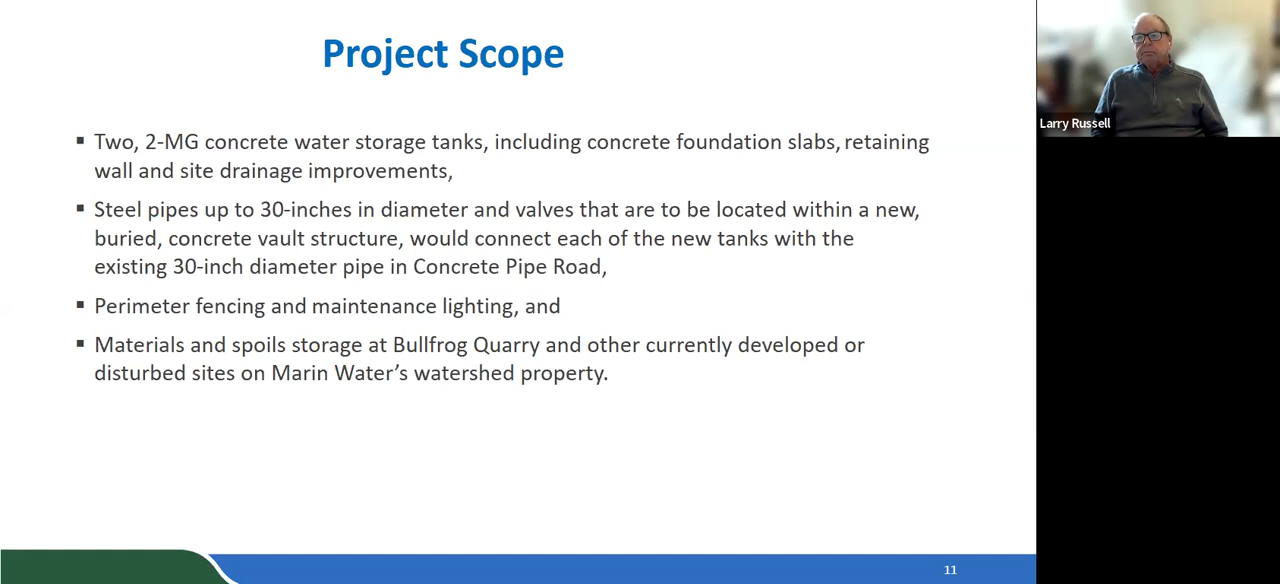 Project Scope
Two, 2-MG concrete water storage tanks, including concrete foundation slabs, retaining
wall and site drainage improvements,
Steel pipes up to 30-inches in diameter and valves that are to be located within a new,
buried, concrete vault structure, would connect each of the new tanks with the
existing 30-inch diameter pipe in Concrete Pipe Road,
Perimeter fencing and maintenance lighting, and
Materials and spoils storage at Bullfrog Quarry and other currently developed or
disturbed sites on Marin Water’s watershed property.
11
Larry Russell